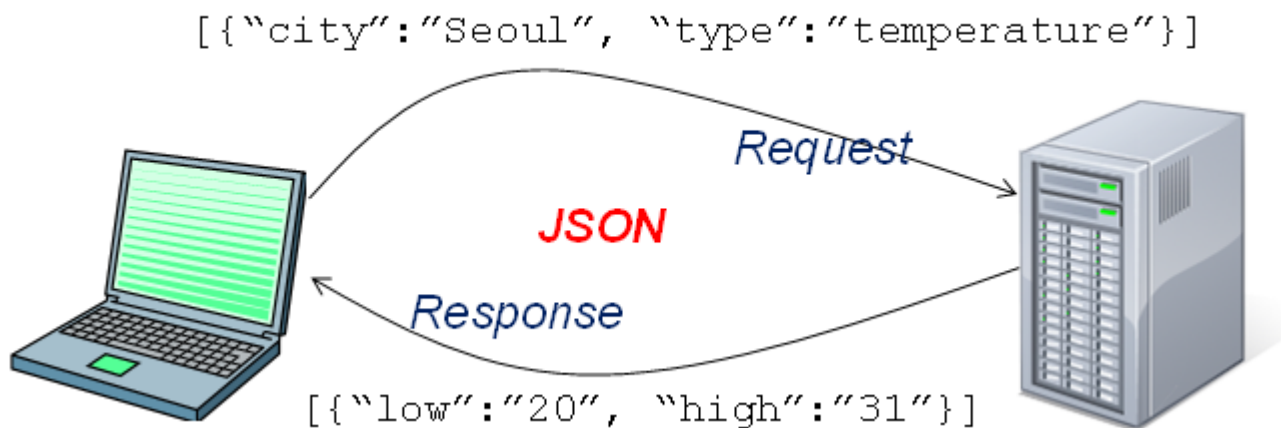 [{“city”:”Seoul”, “type”:”temperature”}]
Request
JSON
Response
[{“low”:”20”, “high”:”31”}]